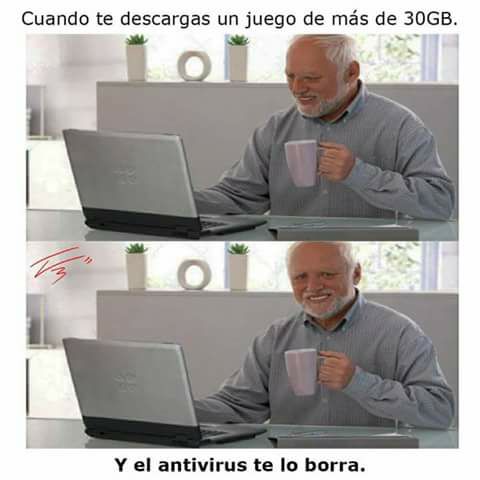 Cuando te descargas un juego de más de 30GB.
Y el antivirus te lo borra.